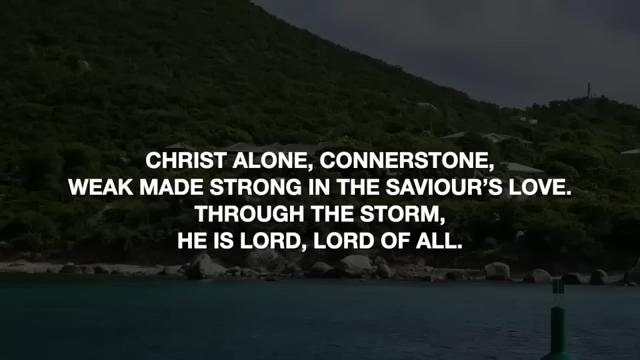 CHRIST ALONE, CONNERSTONE,
WEAK MADE STRONG IN THE SAVIOUR’S LOVE.
THROUGH THE STORM,
HE IS LORD, LORD OF ALL.